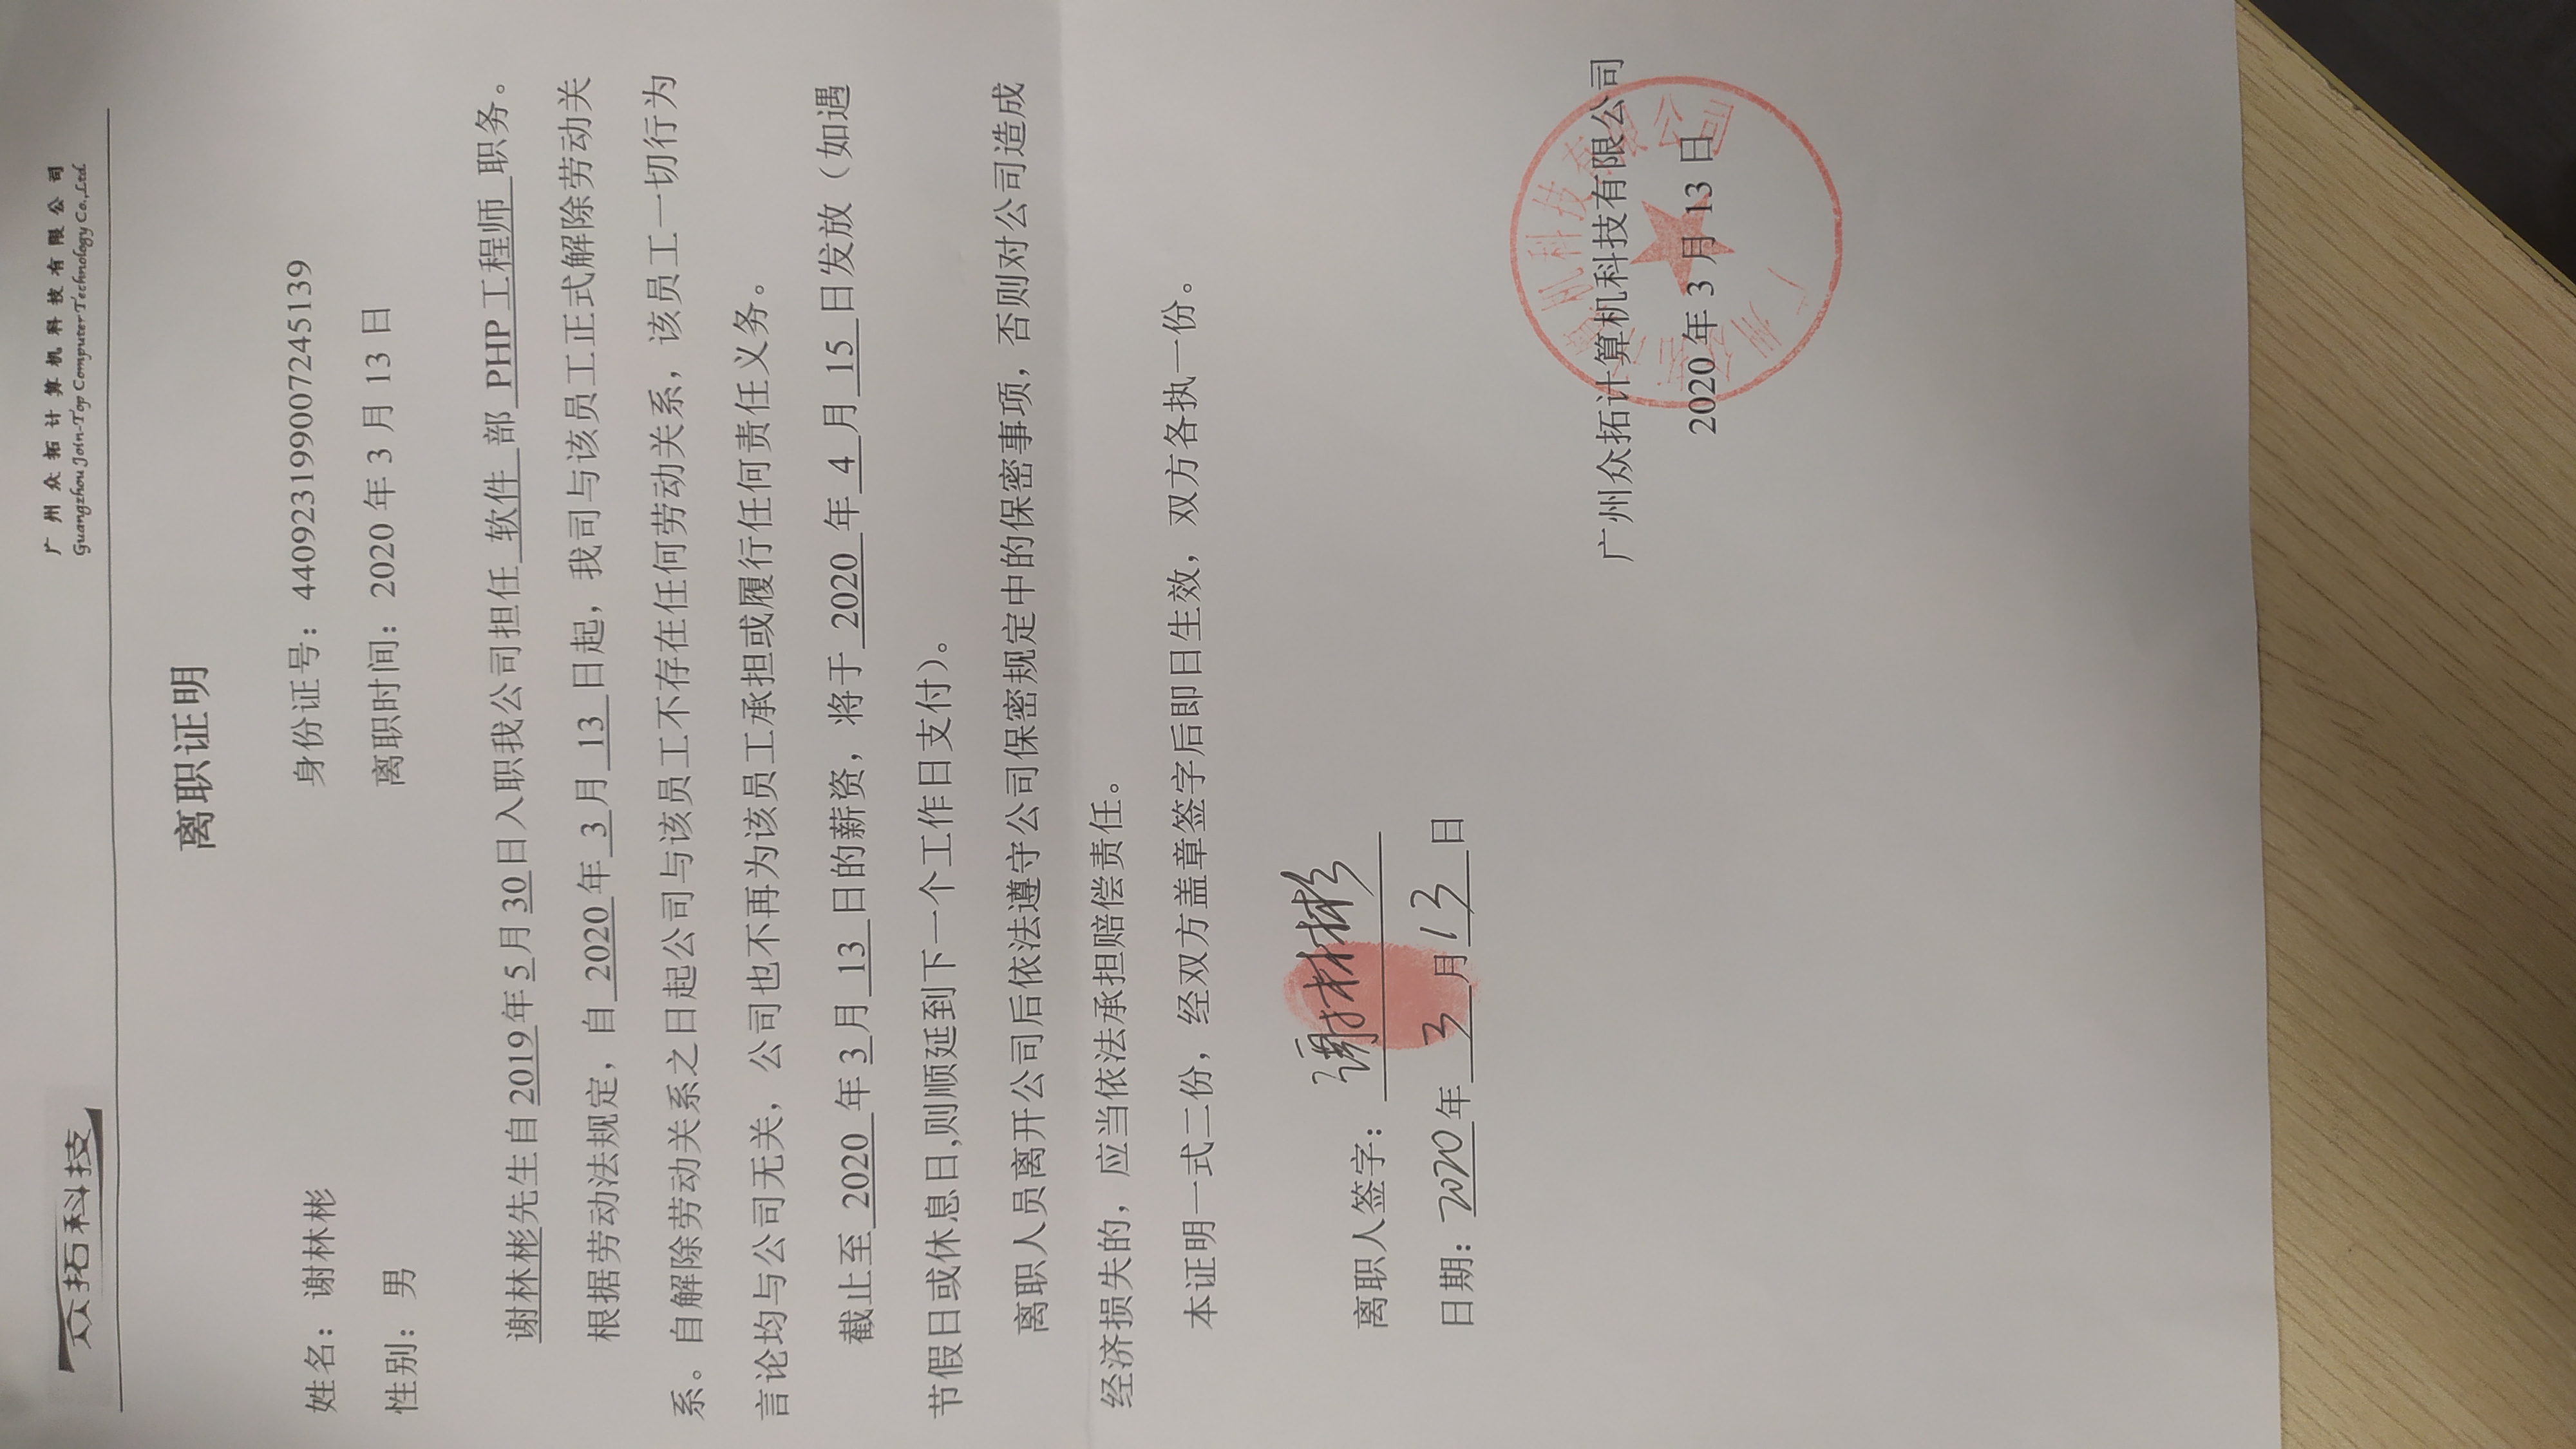 众拓科技
广州众拓计算机科技有限公司
Guangzhou Join-Top Computer Technology Co.,Ltd.
离职证明
姓名：谢林彬 身份证号：440923199007245139
性别：男 离职时间：2020 年 3 月 13 日
谢林彬先生自 2019 年 5 月 30 日入职我公司担任 软件 部 PHP 工程师 职务。
根据劳动法规定，自 2020 年 3 月 13 日起，我司与该员工正式解除劳动关
系。自解除劳动关系之日起公司与该员工不存在任何劳动关系，该员工一切行为
言论均与公司无关，公司也不再为该员工承担或履行任何责任义务。
截止至 2020 年 3 月 13 日的薪资，将于 2020 年 4 月 15 日发放（如遇
节假日或休息日,则顺延到下一个工作日支付）。
离职人员离开公司后依法遵守公司保密规定中的保密事项，否则对公司造成
经济损失的，应当依法承担赔偿责任。
本证明一式二份，经双方盖章签字后即日生效，双方各执一份。
离职人签字：谢林彬
日期：2020 年 3 月 13 日
广州众拓计算机科技有限公司
2020 年 3 月 13 日
广州众拓计算机科技有限公司